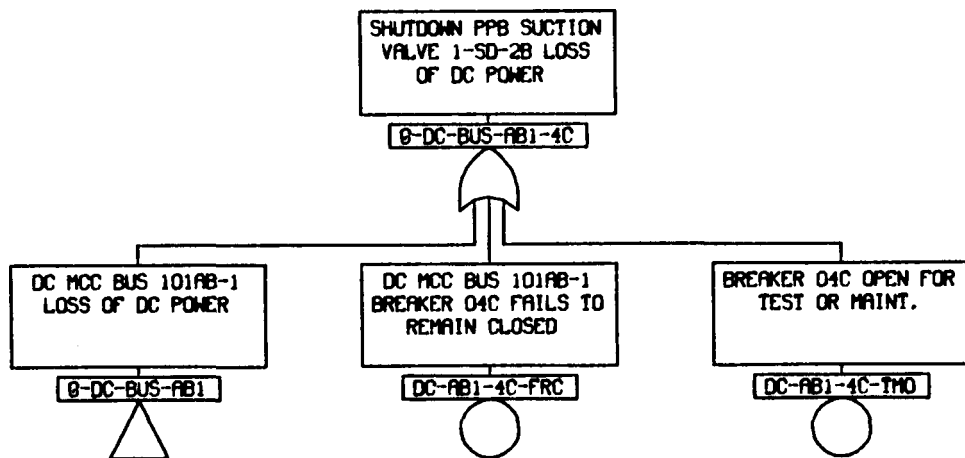 SHUTDOWN PPB SUCTION
VALVE 1-SD-2B LOSS
OF DC POWER
0-DC-BUS-AB1-4C
DC MCC BUS 101AB-1
LOSS OF DC POWER
0-DC-BUS-AB1
DC MCC BUS 101AB-1
BREAKER 04C FAILS TO
REMAIN CLOSED
DC-AB1-4C-FRC
BREAKER 04C OPEN FOR
TEST OR MAINT.
DC-AB1-4C-TMO